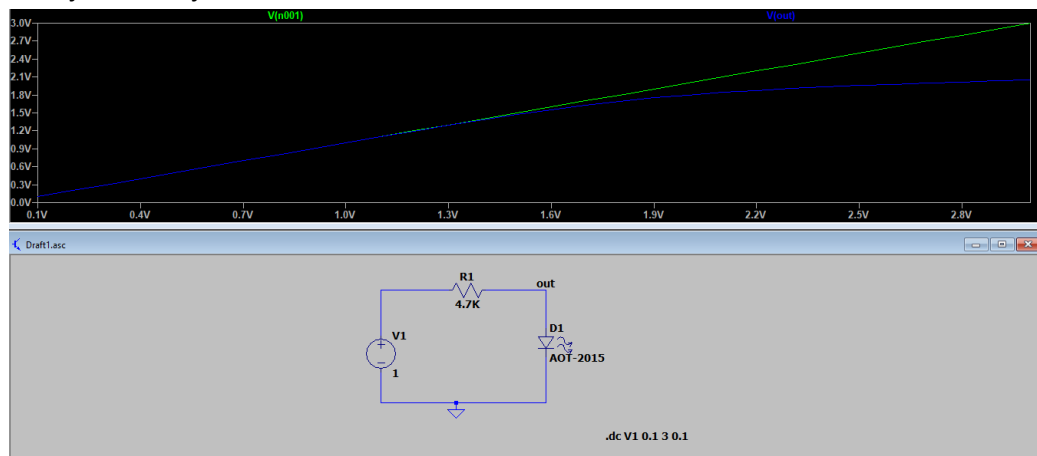 V(n001) V(out)
3.0V
2.7V
2.4V
2.1V
1.8V
1.5V
1.2V
0.9V
0.6V
0.3V
0.0V
0.1V 0.4V 0.7V 1.0V 1.3V 1.6V 1.9V 2.2V 2.5V 2.8V
Draft1.asc
R1
4.7K
out
V1
1
D1
AOT-2015
.dc V1 0.1 3 0.1